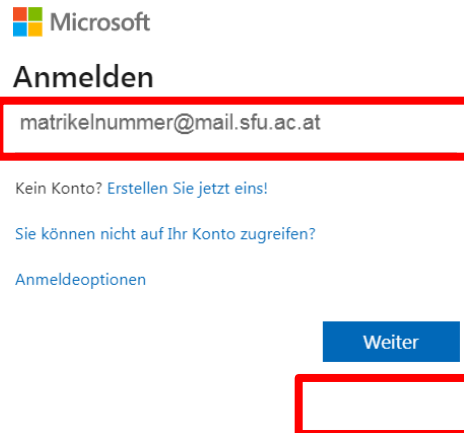 Microsoft
Anmelden
matrikelnummer@mail.sfu.ac.at
Kein Konto? Erstellen Sie jetzt eins!
Sie können nicht auf Ihr Konto zugreifen?
Anmeldeoptionen
Weiter